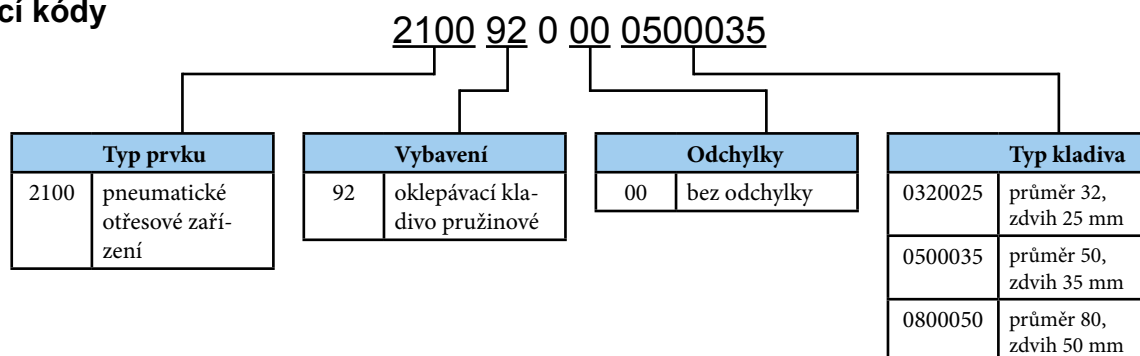 cí kódy
2100 92 0 00 0500035
Typ prvku
2100 pneumatické
otřesové zaří-
zení
Vybavení
92 oklepávací kla-
divo pružinové
Odchylky
00 bez odchylky
Typ kladiva
0320025 průměr 32,
zdvih 25 mm
0500035 průměr 50,
zdvih 35 mm
0800050 průměr 80,
zdvih 50 mm